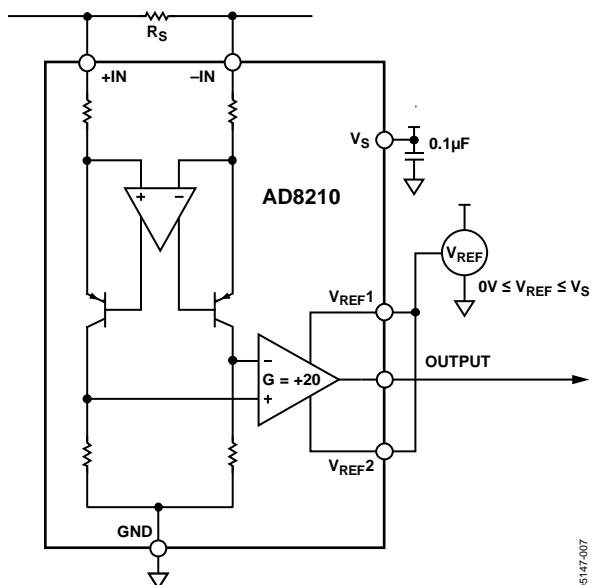 R_S
+IN
–IN
V_S
0.1µF
AD8210
+
–
V_REF
0V ≤ V_REF ≤ V_S
V_REF1
–
G = +20
+
OUTPUT
V_REF2
GND
05147-007